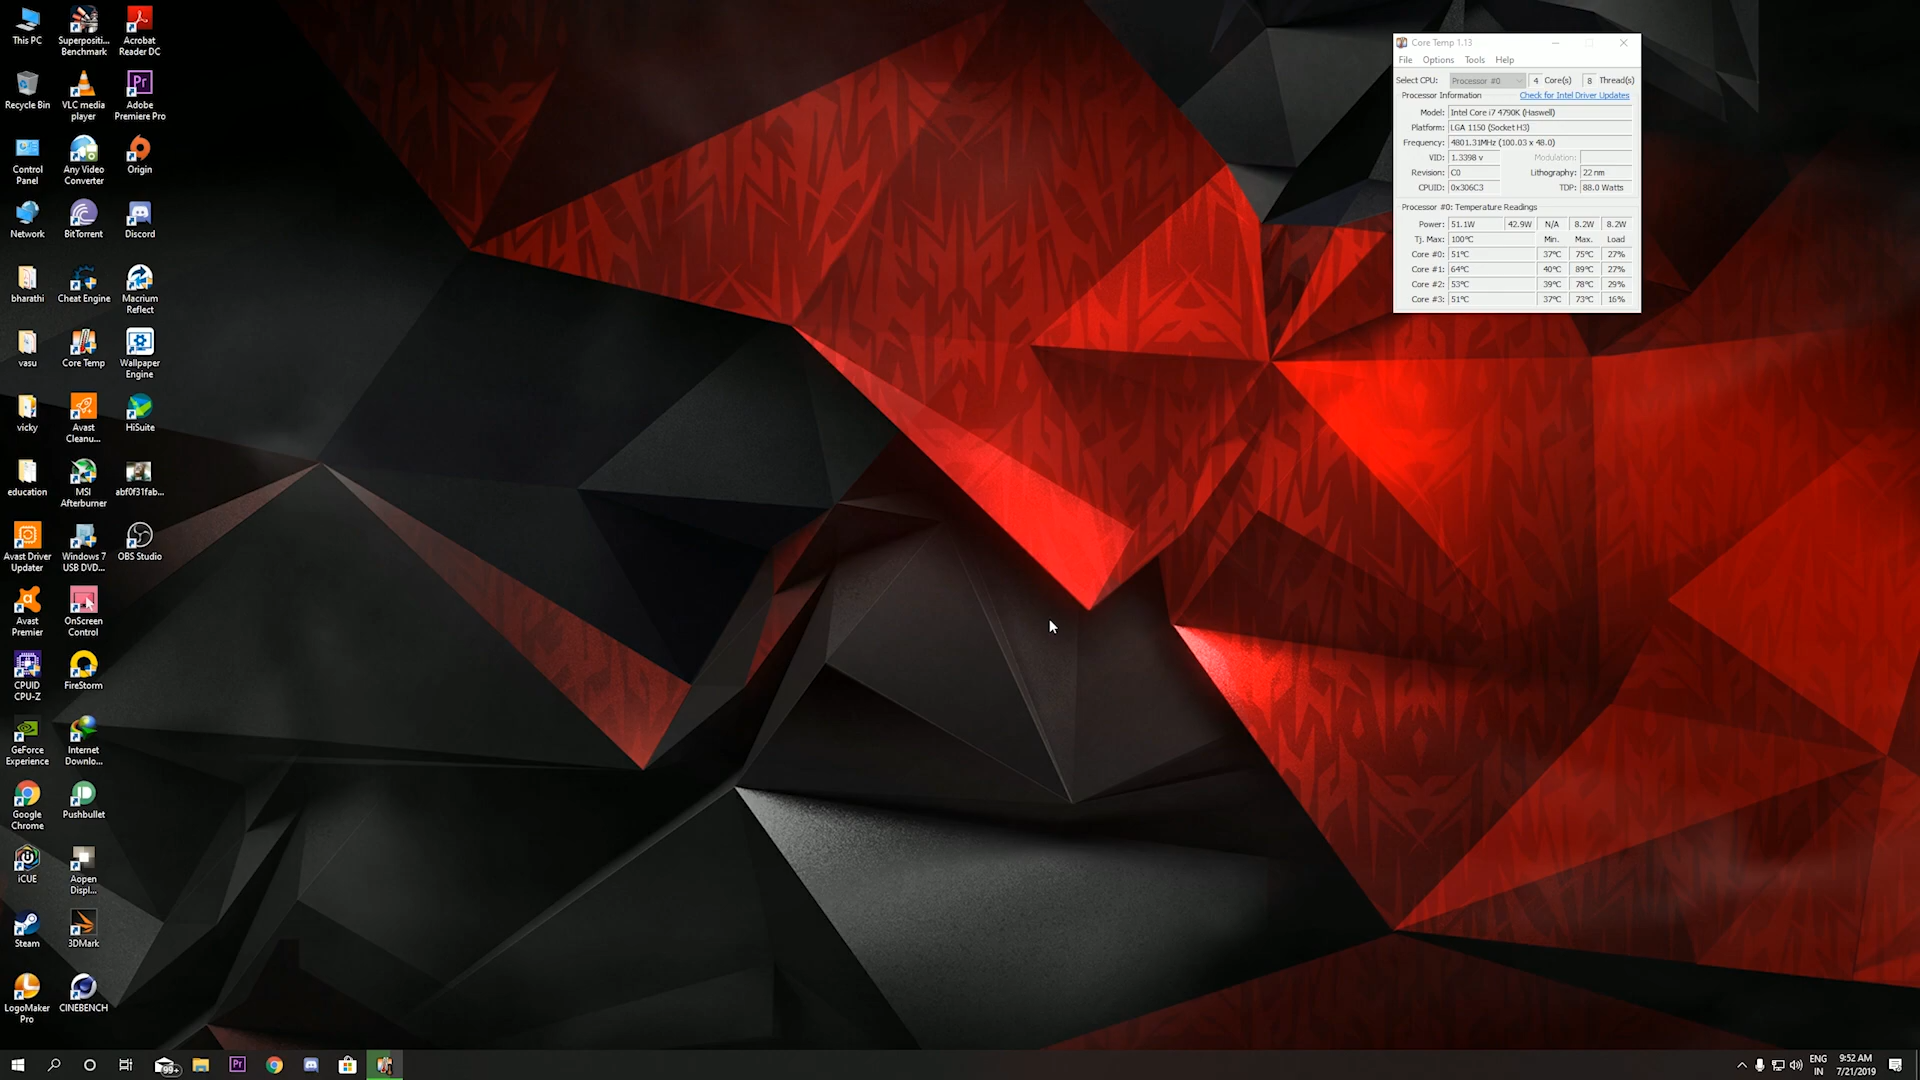 This PC
Superpositi...
Benchmark
Acrobat
Reader DC
Recycle Bin
VLC media
player
Adobe
Premiere Pro
Control
Panel
Any Video
Converter
Origin
Network
BitTorrent
Discord
bharathi
Cheat Engine
Macrium
Reflect
vasu
Core Temp
Wallpaper
Engine
vicky
Avast
Cleanu...
HiSuite
education
MSI
Afterburner
abf0f31fab...
Avast Driver
Updater
Windows 7
USB DVD...
OBS Studio
Avast
Premier
OnScreen
Control
CPUID
CPU-Z
FireStorm
GeForce
Experience
Internet
Downlo...
Google
Chrome
Pushbullet
iCUE
Aopen
Displ...
Steam
3DMark
LogoMaker
Pro
CINEBENCH
Core Temp 1.13
File Options Tools Help
Select CPU: Processor #0 4 Core(s) 8 Thread(s)
Processor Information Check for Intel Driver Updates
Model: Intel Core i7 4790K (Haswell)
Platform: LGA 1150 (Socket H3)
Frequency: 4801.31MHz (100.03 x 48.0)
VID: 1.3398 v Modulation:
Revision: C0 Lithography: 22 nm
CPUID: 0x306C3 TDP: 88.0 Watts
Processor #0: Temperature Readings
Power: 51.1W 42.9W N/A 8.2W 8.2W
Tj. Max: 100°C Min. Max. Load
Core #0: 51°C 37°C 75°C 27%
Core #1: 64°C 40°C 89°C 27%
Core #2: 53°C 39°C 78°C 29%
Core #3: 51°C 37°C 73°C 16%
99+
Pr
ENG
IN
9:52 AM
7/21/2019